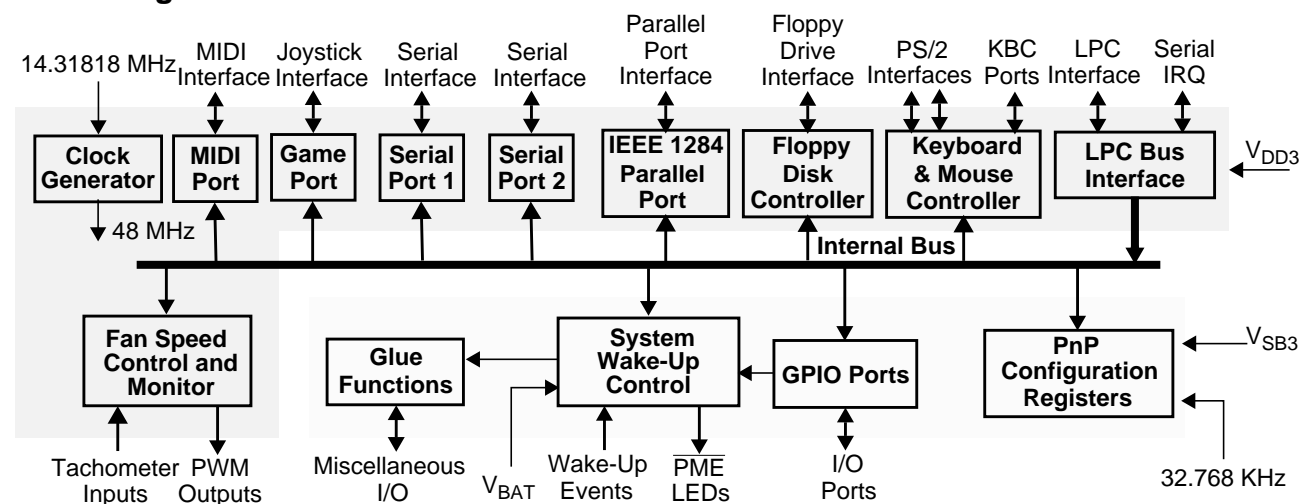 14.31818 MHz
MIDI
Interface
Joystick
Interface
Serial
Interface
Serial
Interface
Parallel
Port
Interface
Floppy
Drive
Interface
PS/2
Interfaces
KBC
Ports
LPC
Interface
Serial
IRQ
Clock
Generator
MIDI
Port
Game
Port
Serial
Port 1
Serial
Port 2
IEEE 1284
Parallel
Port
Floppy
Disk
Controller
Keyboard
& Mouse
Controller
LPC Bus
Interface
VDD3
48 MHz
Internal Bus
Fan Speed
Control and
Monitor
Glue
Functions
System
Wake-Up
Control
GPIO Ports
PnP
Configuration
Registers
VSB3
Tachometer
Inputs
PWM
Outputs
Miscellaneous
I/O
VBAT
Wake-Up
Events
PME
LEDs
I/O
Ports
32.768 KHz